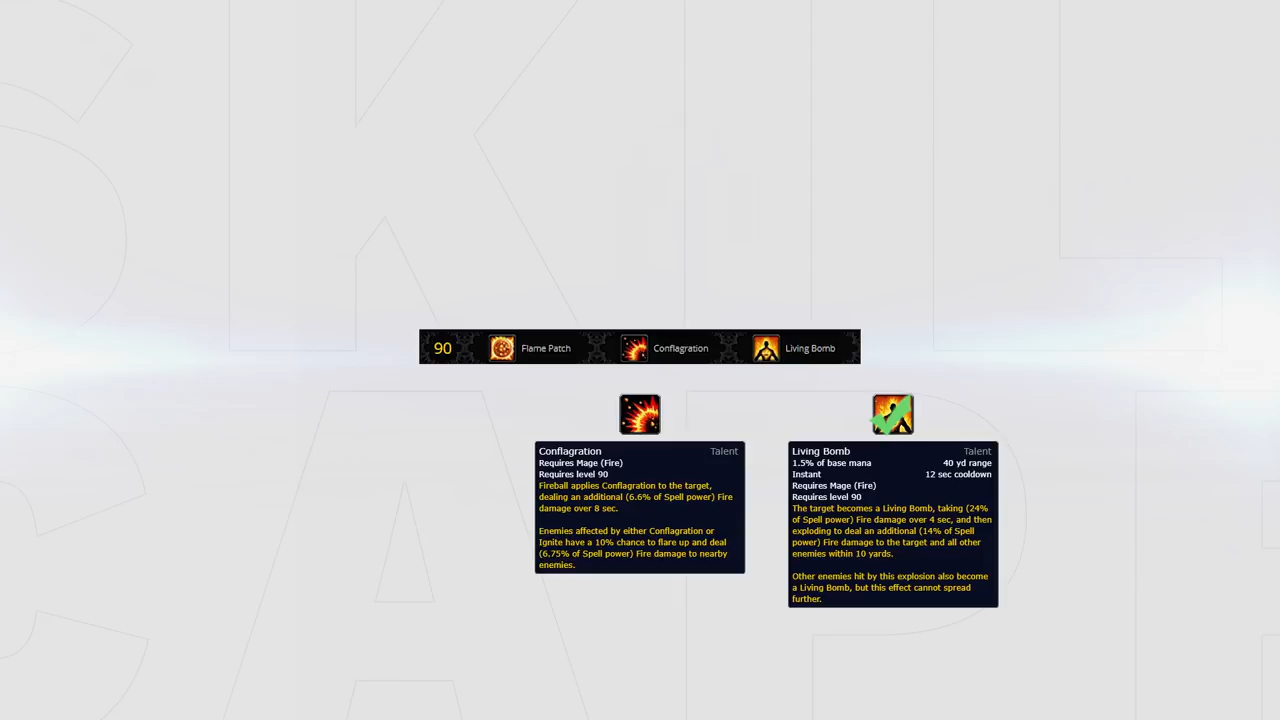 SKILL
CAPPED
90 Flame Patch Conflagration Living Bomb
Conflagration Talent
Requires Mage (Fire)
Requires level 90
Fireball applies Conflagration to the target,
dealing an additional (6.6% of Spell power) Fire
damage over 8 sec.
Enemies affected by either Conflagration or
Ignite have a 10% chance to flare up and deal
(6.75% of Spell power) Fire damage to nearby
enemies.
Living Bomb Talent
1.5% of base mana 40 yd range
Instant 12 sec cooldown
Requires Mage (Fire)
Requires level 90
The target becomes a Living Bomb, taking (24%
of Spell power) Fire damage over 4 sec, and then
exploding to deal an additional (14% of Spell
power) Fire damage to the target and all other
enemies within 10 yards.
Other enemies hit by this explosion also become
a Living Bomb, but this effect cannot spread
further.